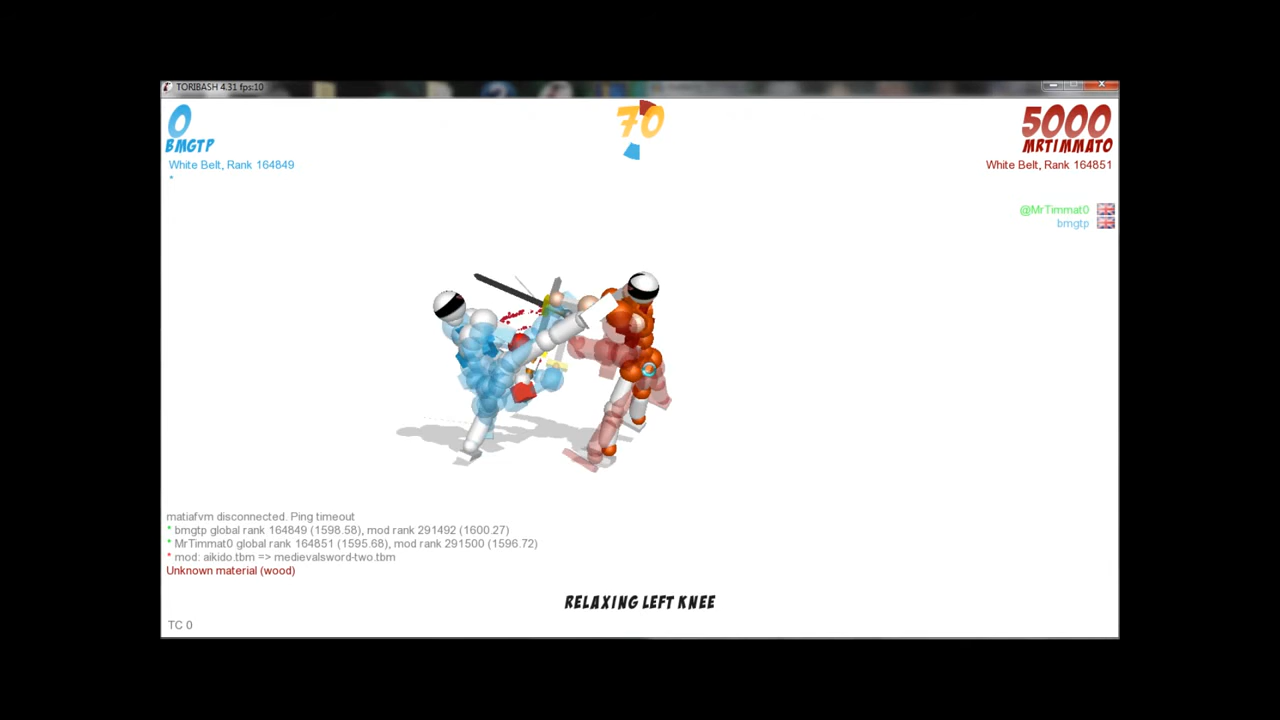 TORIBASH 4.31 fps:10
0
BMGTP
White Belt, Rank 164849
*
70
5000
MRTIMMATO
White Belt, Rank 164851
@MrTimmat0
bmgtp
matiafvm disconnected. Ping timeout
* bmgtp global rank 164849 (1598.58), mod rank 291492 (1600.27)
* MrTimmat0 global rank 164851 (1595.68), mod rank 291500 (1596.72)
* mod: aikido.tbm => medievalsword-two.tbm
Unknown material (wood)
RELAXING LEFT KNEE
TC 0